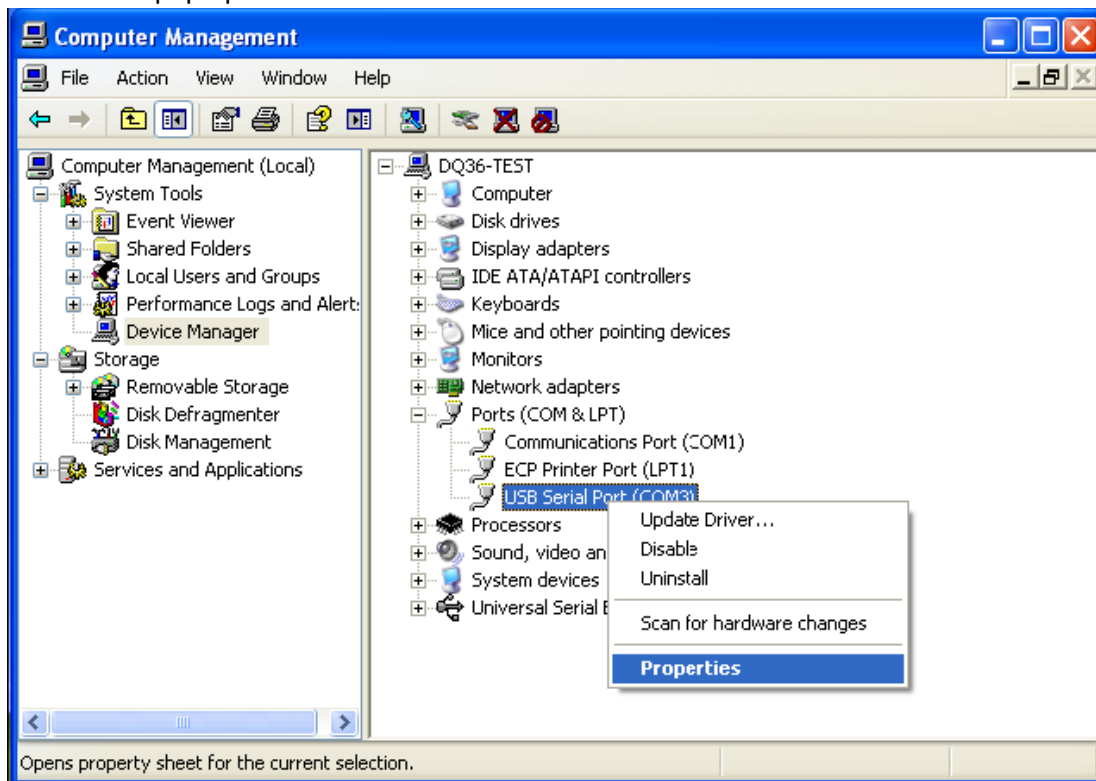 Computer Management
File Action View Window Help
Computer Management (Local)
System Tools
Event Viewer
Shared Folders
Local Users and Groups
Performance Logs and Alert
Device Manager
Storage
Removable Storage
Disk Defragmenter
Disk Management
Services and Applications
DQ36-TEST
Computer
Disk drives
Display adapters
IDE ATA/ATAPI controllers
Keyboards
Mice and other pointing devices
Monitors
Network adapters
Ports (COM & LPT)
Communications Port (COM1)
ECP Printer Port (LPT1)
USB Serial Port (COM3)
Processors
Sound, video an
System devices
Universal Serial
Update Driver...
Disable
Uninstall
Scan for hardware changes
Properties
Opens property sheet for the current selection.